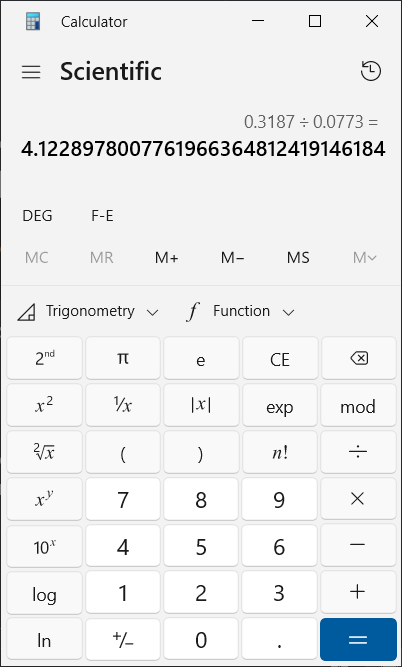 Calculator
Scientific
0.3187 ÷ 0.0773 =
4.1228978007761966364812419146184
DEG F-E
MC MR M+ M− MS M
Trigonometry f Function
2nd π e CE
x2 1/x |x| exp mod
2√x ( ) n! ÷
xy 7 8 9 ×
10x 4 5 6 −
log 1 2 3 +
ln +/− 0 . =